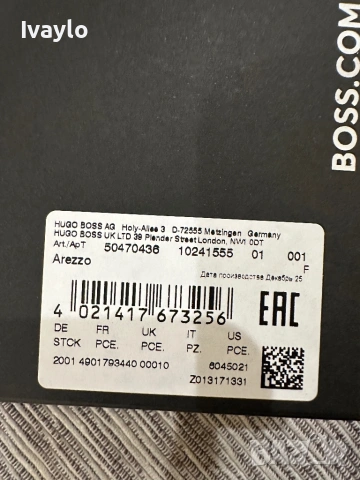 Ivaylo
BOSS.COM
HUGO BOSS AG Holy-Allee 3 D-72555 Metzingen Germany
HUGO BOSS UK LTD 39 Plender Street London, NW1 0DT
Art./АрТ 50470436 10241555 01 001
Arezzo F
Дата производства Декабрь 25
4 021417 673256 EAC
DE FR UK IT US
STCK PCE. PCE. PZ. PCE.
2001 4901793440 00010 6045021
Z013171331